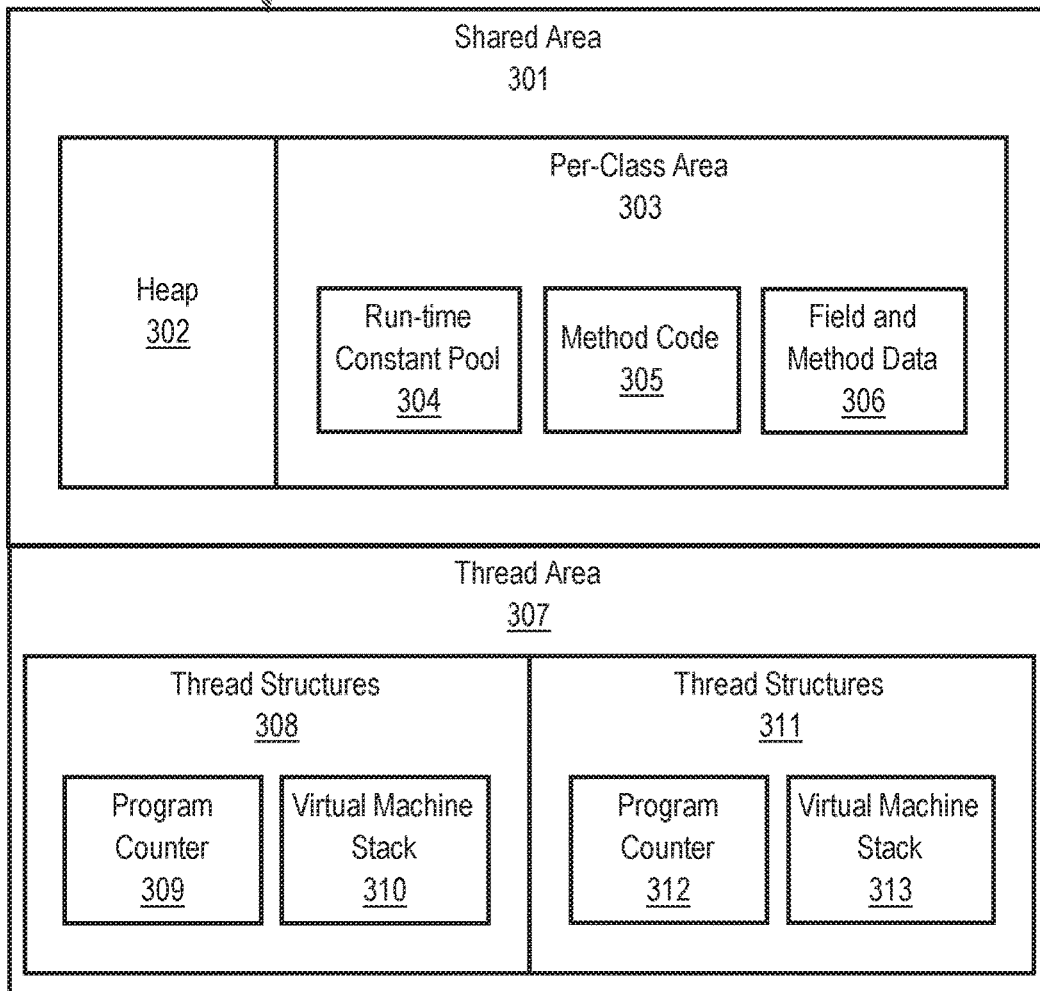 Shared Area
301
Per-Class Area
303
Heap
302
Run-time
Constant Pool
304
Method Code
305
Field and
Method Data
306
Thread Area
307
Thread Structures
308
Program
Counter
309
Virtual Machine
Stack
310
Thread Structures
311
Program
Counter
312
Virtual Machine
Stack
313